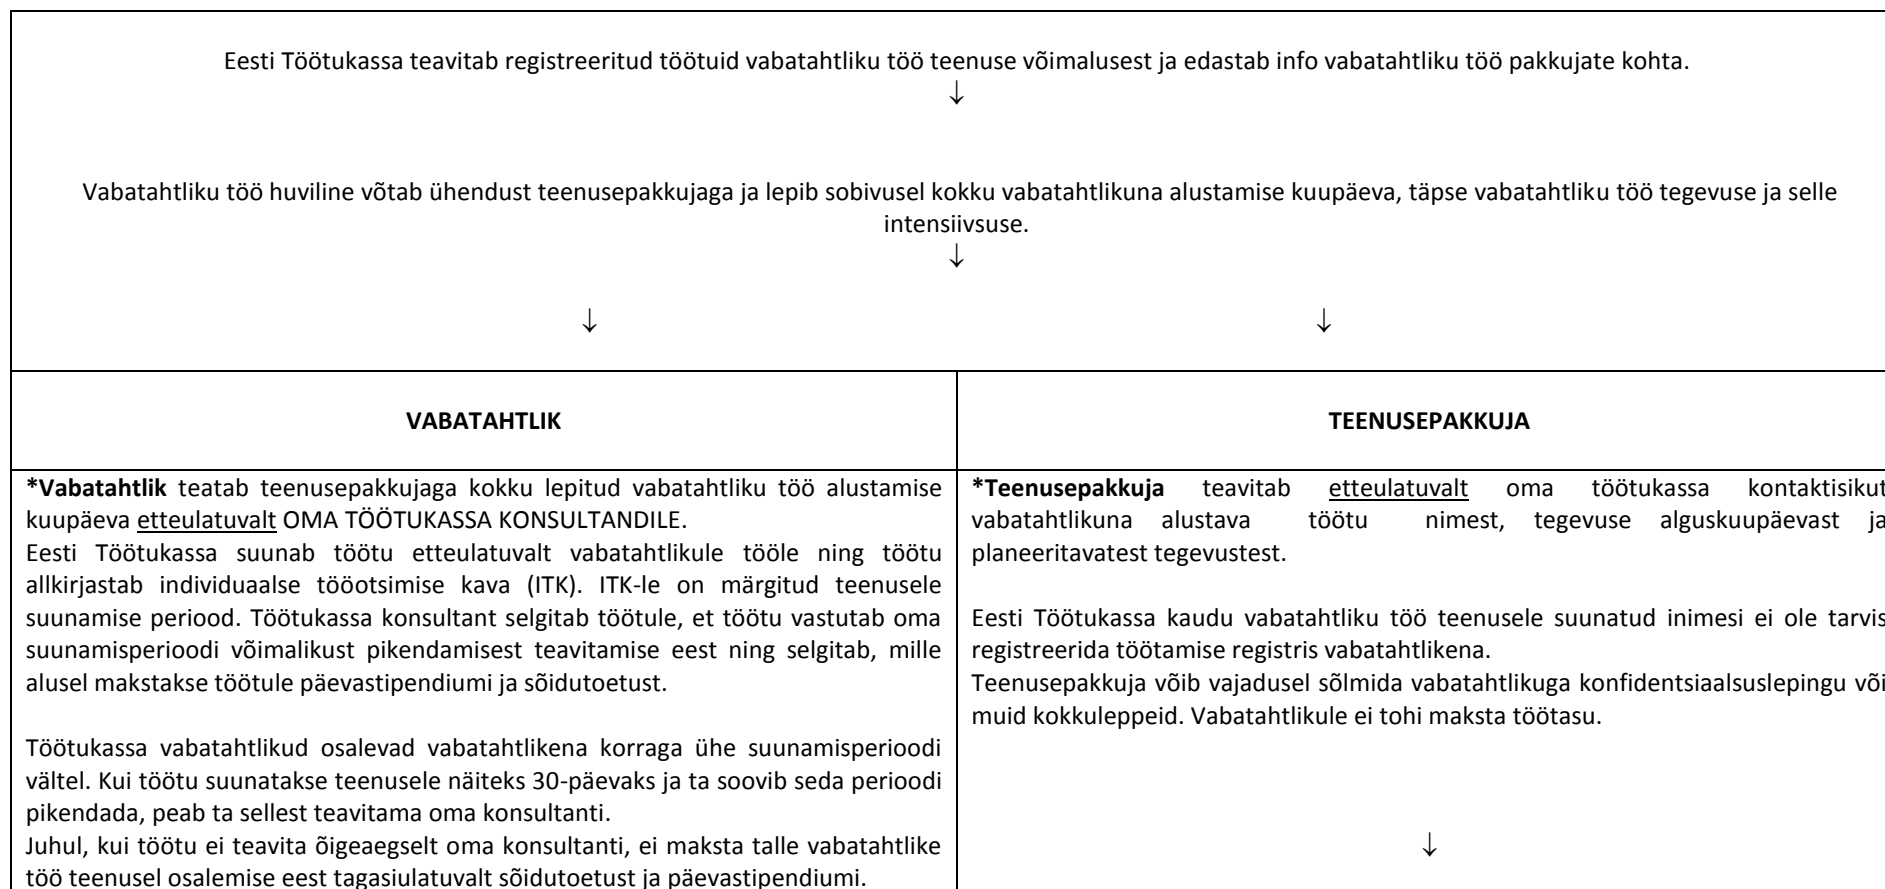 Eesti Töötukassa teavitab registreeritud töötuid vabatahtliku töö teenuse võimalusest ja edastab info vabatahtliku töö pakkujate kohta.
↓
Vabatahtliku töö huviline võtab ühendust teenusepakkujaga ja lepib sobivusel kokku vabatahtlikuna alustamise kuupäeva, täpse vabatahtliku töö tegevuse ja selle
intensiivsuse.
↓
↓ ↓
VABATAHTLIK
*Vabatahtlik teatab teenusepakkujaga kokku lepitud vabatahtliku töö alustamise
kuupäeva etteulatuvalt OMA TÖÖTUKASSA KONSULTANDILE.
Eesti Töötukassa suunab töötu etteulatuvalt vabatahtlikule tööle ning töötu
allkirjastab individuaalse tööotsimise kava (ITK). ITK-le on märgitud teenusele
suunamise periood. Töötukassa konsultant selgitab töötule, et töötu vastutab oma
suunamisperioodi võimalikust pikendamisest teavitamise eest ning selgitab, mille
alusel makstakse töötule päevastipendiumi ja sõidutoetust.
Töötukassa vabatahtlikud osalevad vabatahtlikena korraga ühe suunamisperioodi
vältel. Kui töötu suunatakse teenusele näiteks 30-päevaks ja ta soovib seda perioodi
pikendada, peab ta sellest teavitama oma konsultanti.
Juhul, kui töötu ei teavita õigeaegselt oma konsultanti, ei maksta talle vabatahtlike
töö teenusel osalemise eest tagasiulatuvalt sõidutoetust ja päevastipendiumi.
TEENUSEPAKKUJA
*Teenusepakkuja teavitab etteulatuvalt oma töötukassa kontaktisikut
vabatahtlikuna alustava töötu nimest, tegevuse alguskuupäevast ja
planeeritavatest tegevustest.
Eesti Töötukassa kaudu vabatahtliku töö teenusele suunatud inimesi ei ole tarvis
registreerida töötamise registris vabatahtlikena.
Teenusepakkuja võib vajadusel sõlmida vabatahtlikuga konfidentsiaalsuslepingu või
muid kokkuleppeid. Vabatahtlikule ei tohi maksta töötasu.
↓